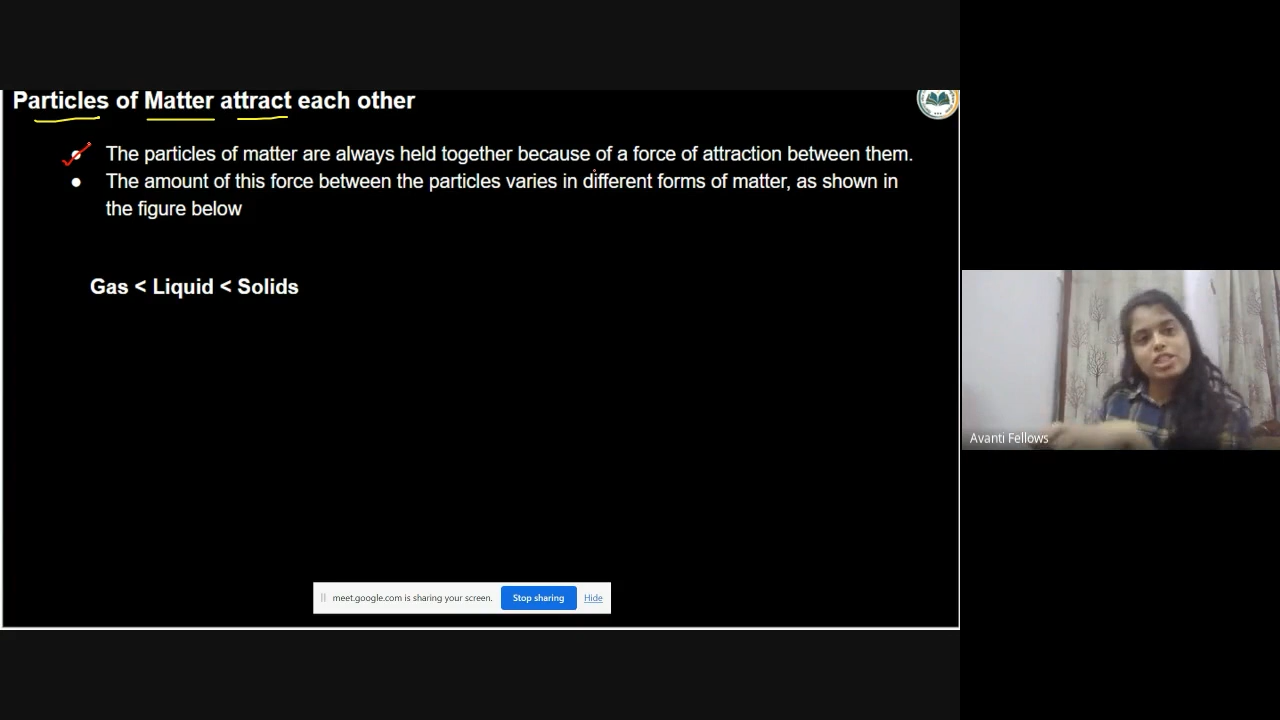 Particles of Matter attract each other
The particles of matter are always held together because of a force of attraction between them.
The amount of this force between the particles varies in different forms of matter, as shown in
the figure below
Gas < Liquid < Solids
Avanti Fellows
meet.google.com is sharing your screen. Stop sharing Hide